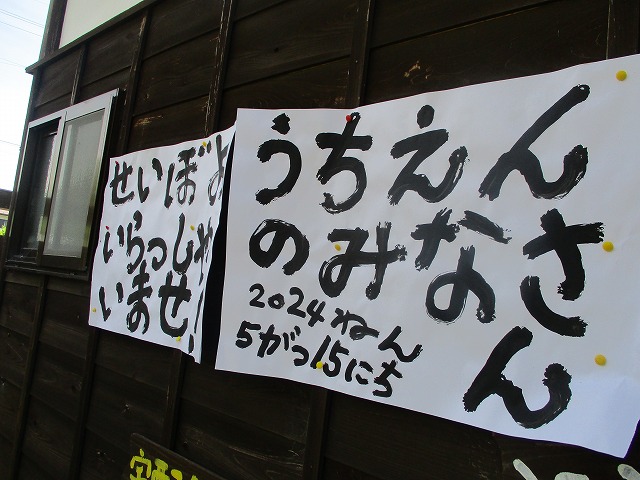 せいぼよ
いらっしゃ
いませ!
うちえん
のみなさ
ん
2024ねん
5がつ15にち